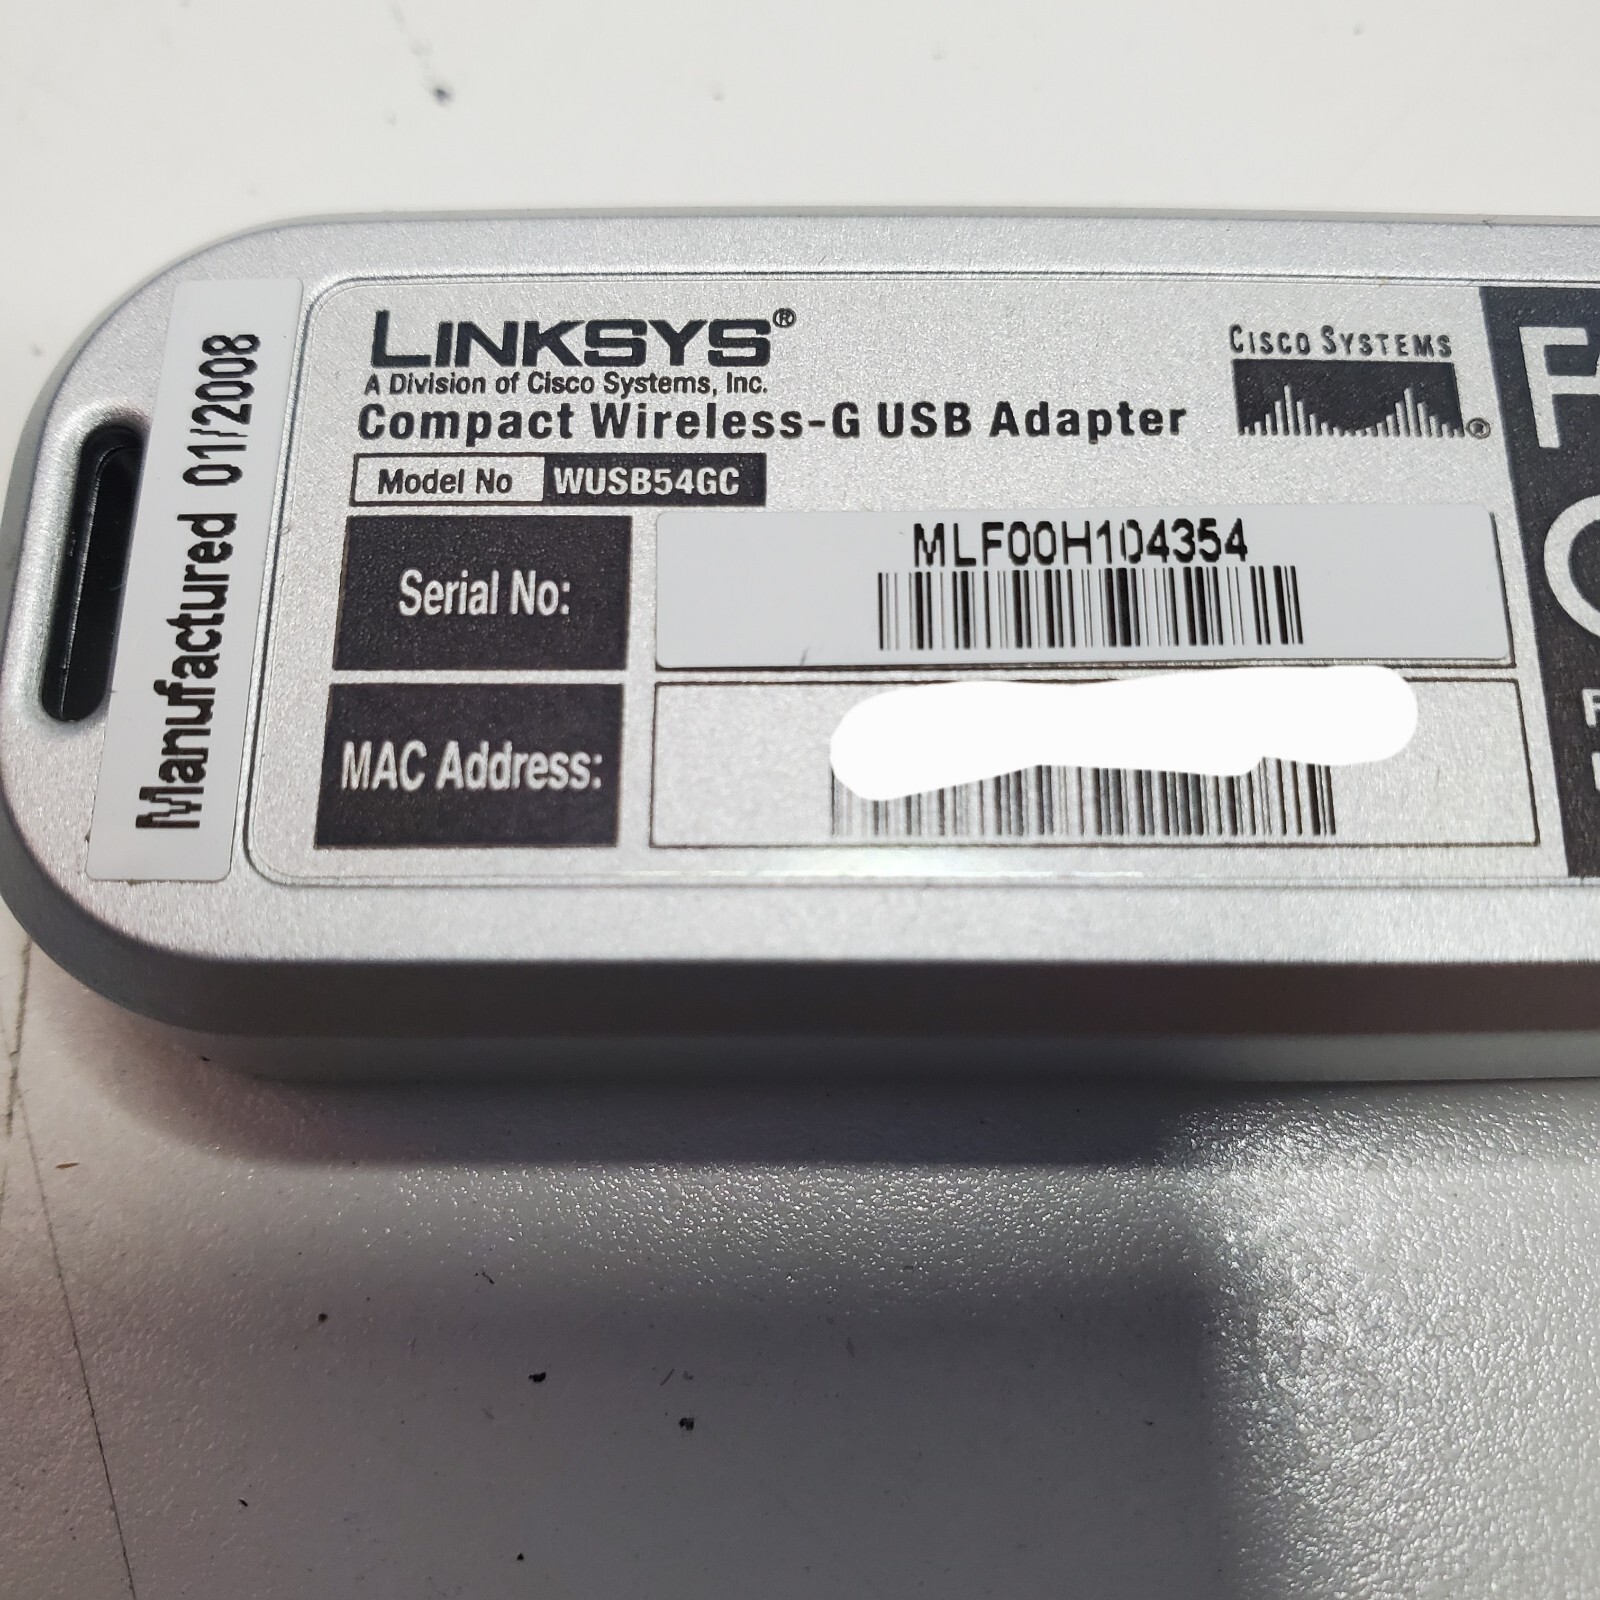 Manufactured 01/2008
LINKSYS®
A Division of Cisco Systems, Inc.
Compact Wireless-G USB Adapter
CISCO SYSTEMS
®
Model No WUSB54GC
Serial No: MLF00H104354
MAC Address: